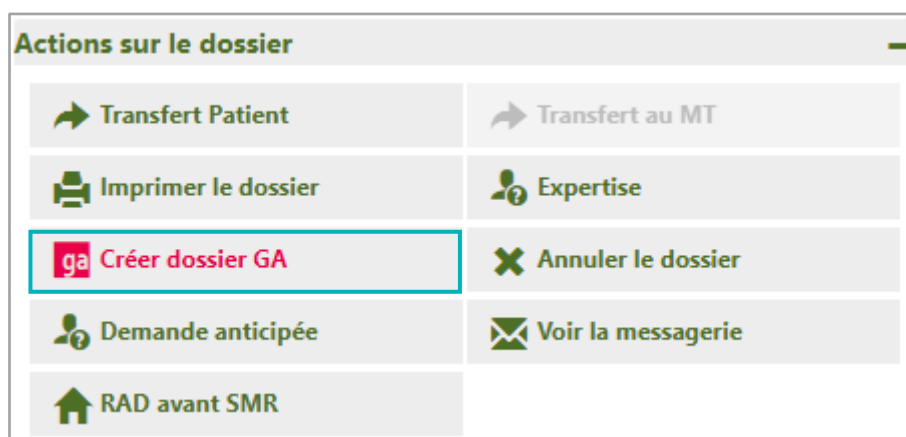 Actions sur le dossier
Transfert Patient
Transfert au MT
Imprimer le dossier
Expertise
ga Créer dossier GA
Annuler le dossier
Demande anticipée
Voir la messagerie
RAD avant SMR